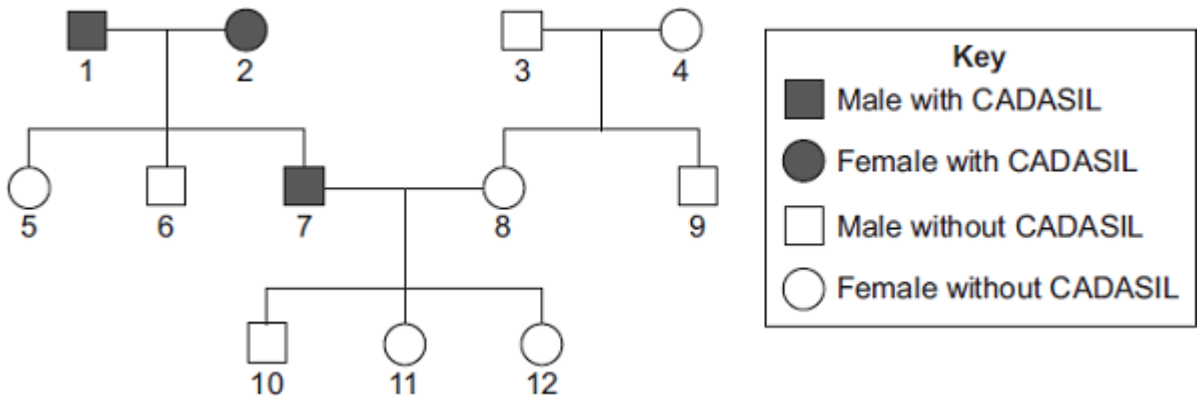 1 2 3 4
5 6 7 8 9
10 11 12
Key
Male with CADASIL
Female with CADASIL
Male without CADASIL
Female without CADASIL